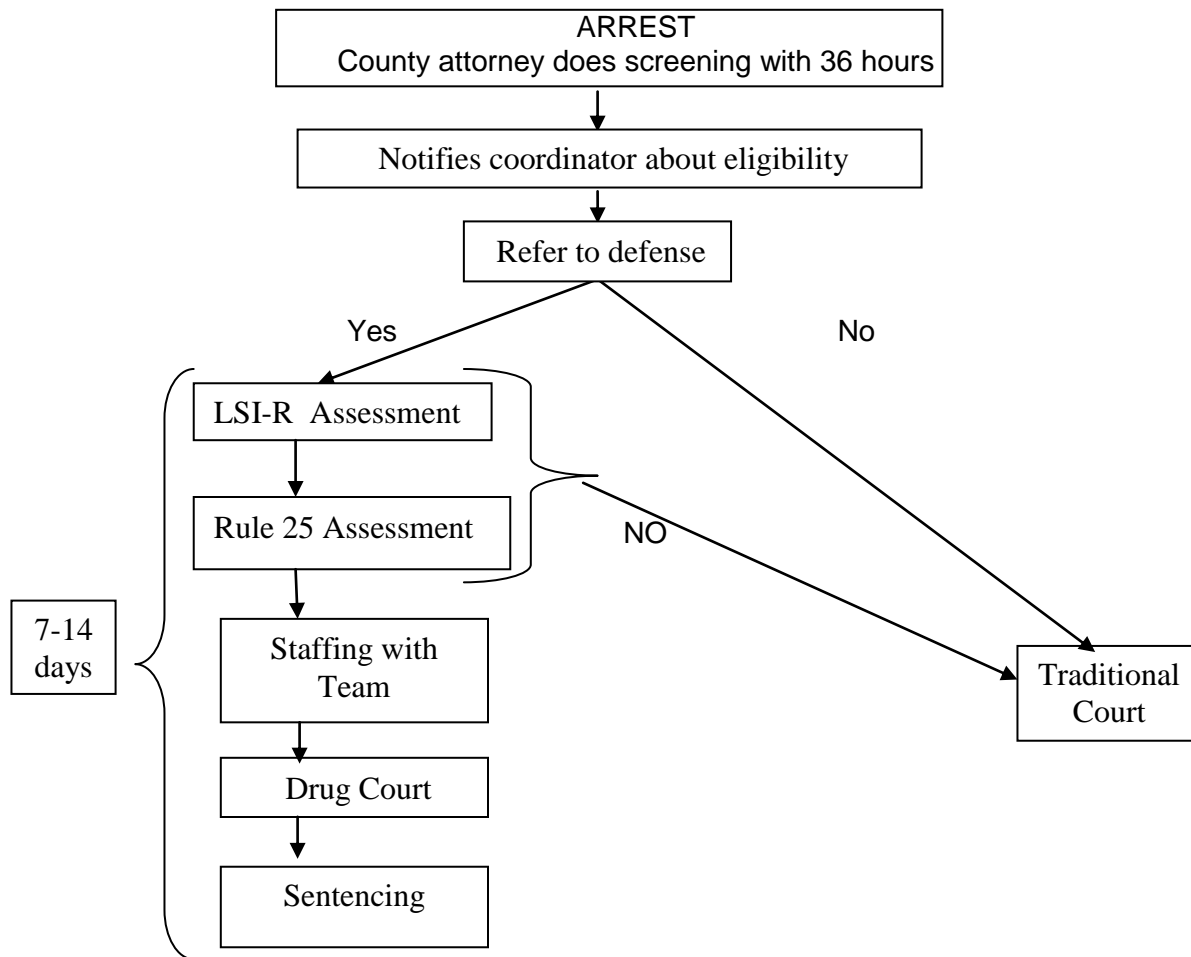 ARREST
County attorney does screening with 36 hours
Notifies coordinator about eligibility
Refer to defense
Yes
No
LSI-R Assessment
Rule 25 Assessment
NO
7-14
days
Staffing with
Team
Traditional
Court
Drug Court
Sentencing